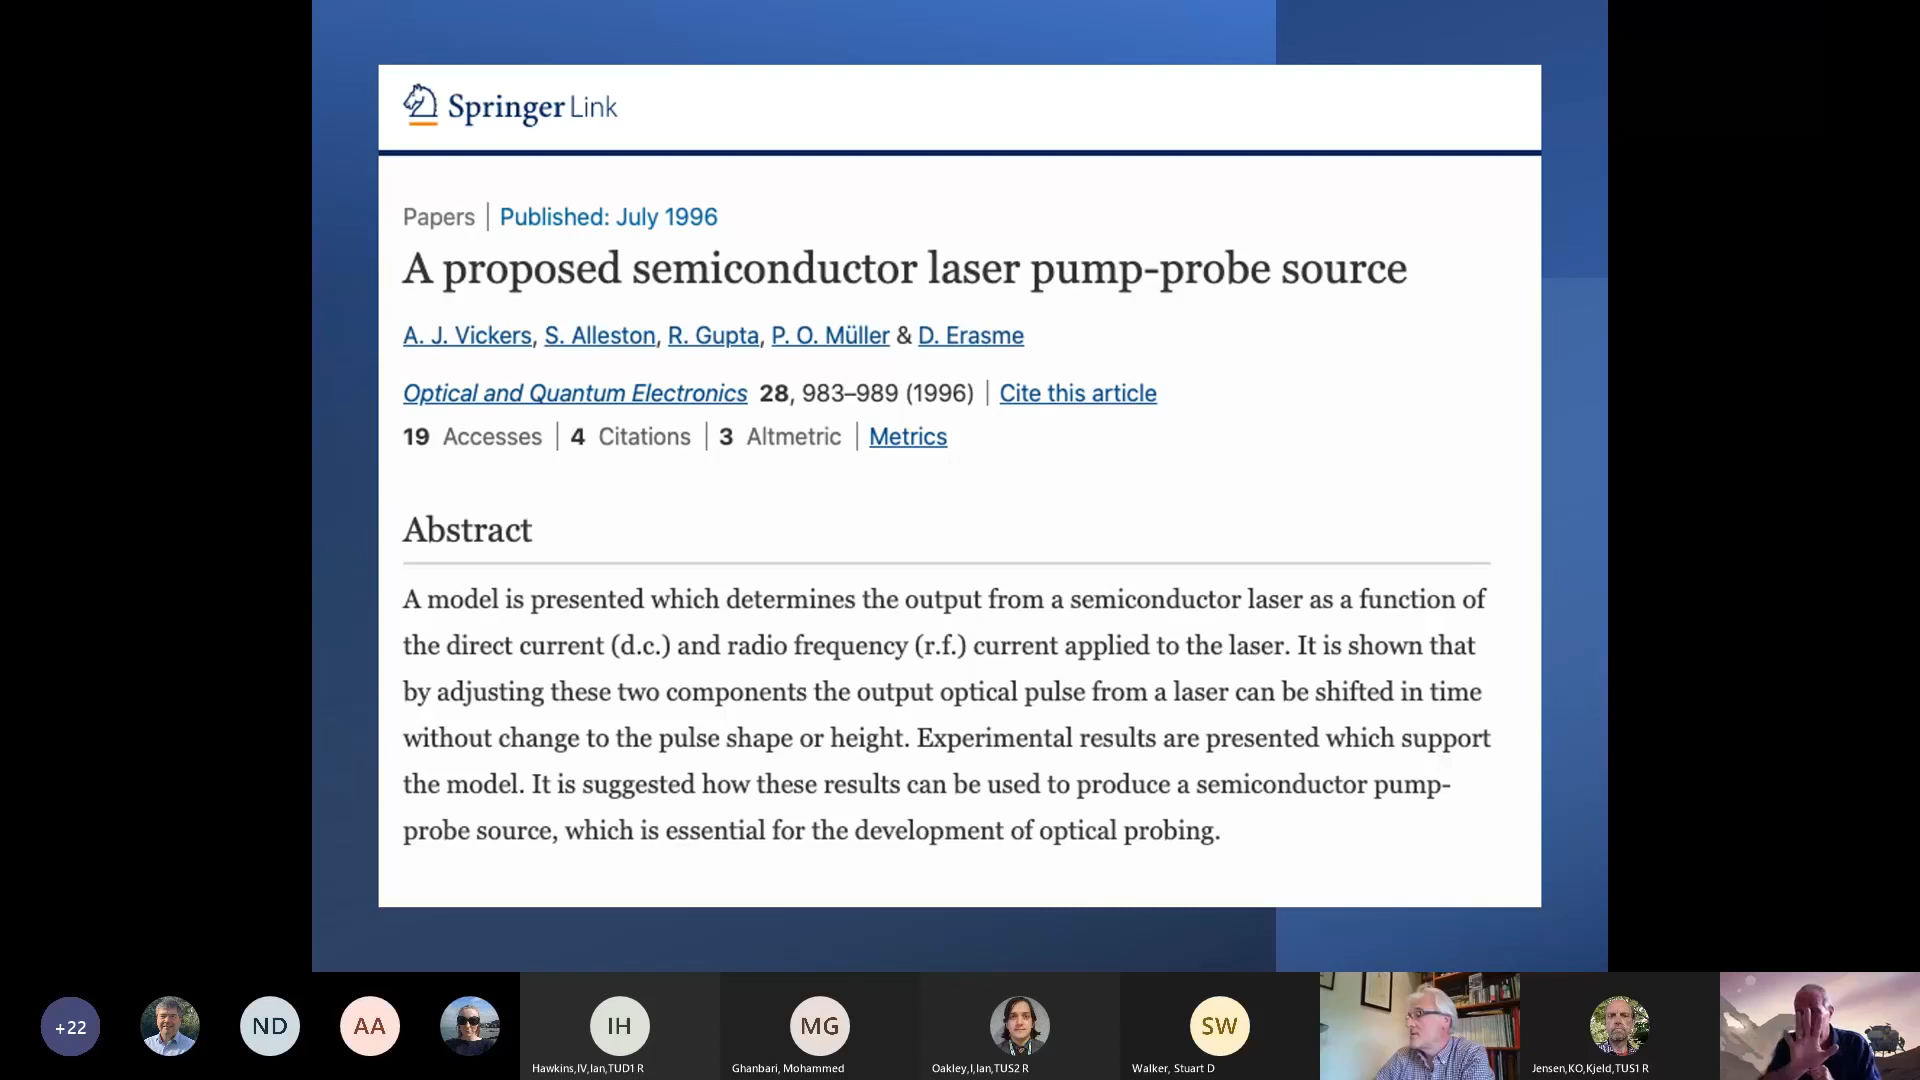 Springer Link
Papers | Published: July 1996
A proposed semiconductor laser pump-probe source
A. J. Vickers, S. Alleston, R. Gupta, P. O. Müller & D. Erasme
Optical and Quantum Electronics 28, 983–989 (1996) | Cite this article
19 Accesses | 4 Citations | 3 Altmetric | Metrics
Abstract
A model is presented which determines the output from a semiconductor laser as a function of
the direct current (d.c.) and radio frequency (r.f.) current applied to the laser. It is shown that
by adjusting these two components the output optical pulse from a laser can be shifted in time
without change to the pulse shape or height. Experimental results are presented which support
the model. It is suggested how these results can be used to produce a semiconductor pump-
probe source, which is essential for the development of optical probing.
+22
ND
AA
IH
MG
SW
Hawkins,IV,Ian,TUD1 R
Ghanbari, Mohammed
Oakley,I,Ian,TUS2 R
Walker, Stuart D
Jensen,KO,Kjeld,TUS1 R